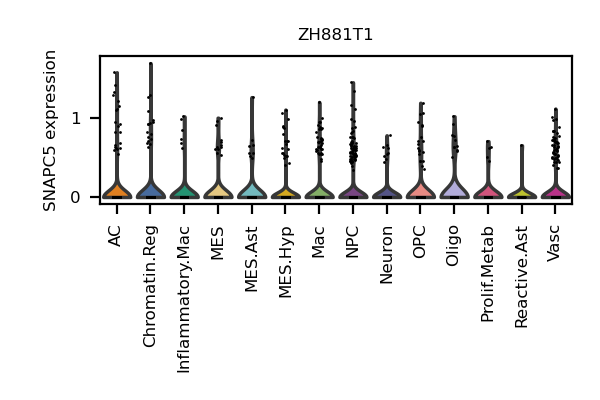 ZH881T1
SNAPC5 expression
1
0
AC
Chromatin.Reg
Inflammatory.Mac
MES
MES.Ast
MES.Hyp
Mac
NPC
Neuron
OPC
Oligo
Prolif.Metab
Reactive.Ast
Vasc